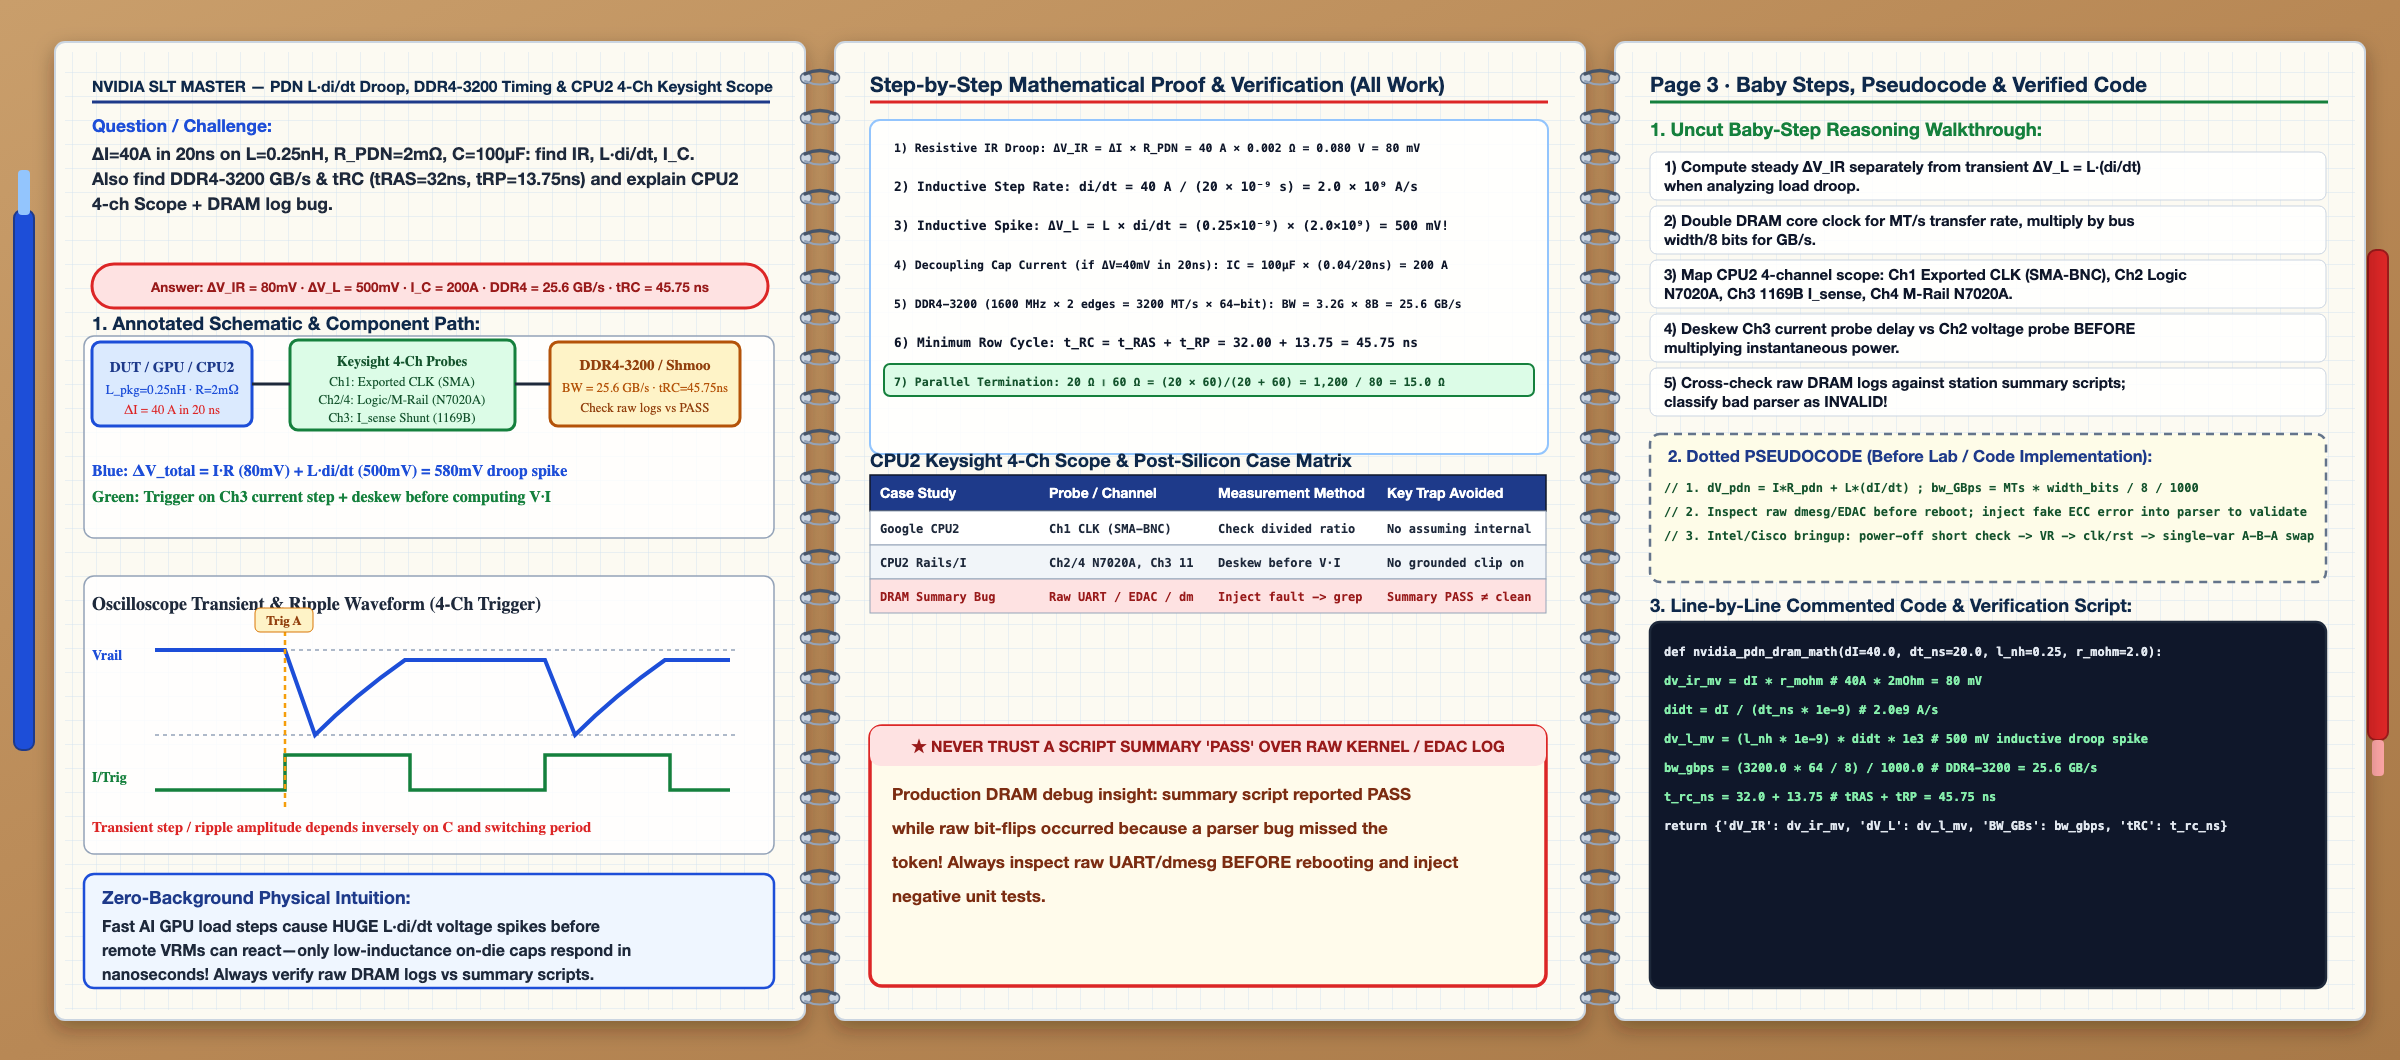 NVIDIA SLT MASTER — PDN L·di/dt Droop, DDR4-3200 Timing & CPU2 4-Ch Keysight Scope
Question / Challenge:
ΔI=40A in 20ns on L=0.25nH, R_PDN=2mΩ, C=100µF: find IR, L·di/dt, I_C.
Also find DDR4-3200 GB/s & tRC (tRAS=32ns, tRP=13.75ns) and explain CPU2
4-ch Scope + DRAM log bug.
Answer: ΔV_IR = 80mV · ΔV_L = 500mV · I_C = 200A · DDR4 = 25.6 GB/s · tRC = 45.75 ns
1. Annotated Schematic & Component Path:
DUT / GPU / CPU2
L_pkg=0.25nH · R=2mΩ
ΔI = 40 A in 20 ns
Keysight 4-Ch Probes
Ch1: Exported CLK (SMA)
Ch2/4: Logic/M-Rail (N7020A)
Ch3: I_sense Shunt (1169B)
DDR4-3200 / Shmoo
BW = 25.6 GB/s · tRC=45.75ns
Check raw logs vs PASS
Blue: ΔV_total = I·R (80mV) + L·di/dt (500mV) = 580mV droop spike
Green: Trigger on Ch3 current step + deskew before computing V·I
Oscilloscope Transient & Ripple Waveform (4-Ch Trigger)
Trig A
Vrail
I/Trig
Transient step / ripple amplitude depends inversely on C and switching period
Zero-Background Physical Intuition:
Fast AI GPU load steps cause HUGE L·di/dt voltage spikes before
remote VRMs can react—only low-inductance on-die caps respond in
nanoseconds! Always verify raw DRAM logs vs summary scripts.
Step-by-Step Mathematical Proof & Verification (All Work)
1) Resistive IR Droop: ΔV_IR = ΔI × R_PDN = 40 A × 0.002 Ω = 0.080 V = 80 mV
2) Inductive Step Rate: di/dt = 40 A / (20 × 10⁻⁹ s) = 2.0 × 10⁹ A/s
3) Inductive Spike: ΔV_L = L × di/dt = (0.25×10⁻⁹) × (2.0×10⁹) = 500 mV!
4) Decoupling Cap Current (if ΔV=40mV in 20ns): IC = 100µF × (0.04/20ns) = 200 A
5) DDR4-3200 (1600 MHz × 2 edges = 3200 MT/s × 64-bit): BW = 3.2G × 8B = 25.6 GB/s
6) Minimum Row Cycle: t_RC = t_RAS + t_RP = 32.00 + 13.75 = 45.75 ns
7) Parallel Termination: 20 Ω ∥ 60 Ω = (20 × 60)/(20 + 60) = 1,200 / 80 = 15.0 Ω
CPU2 Keysight 4-Ch Scope & Post-Silicon Case Matrix
Case Study Probe / Channel Measurement Method Key Trap Avoided
Google CPU2 Ch1 CLK (SMA-BNC) Check divided ratio No assuming internal
CPU2 Rails/I Ch2/4 N7020A, Ch3 11 Deskew before V·I No grounded clip on
DRAM Summary Bug Raw UART / EDAC / dm Inject fault -> grep Summary PASS ≠ clean
★ NEVER TRUST A SCRIPT SUMMARY 'PASS' OVER RAW KERNEL / EDAC LOG
Production DRAM debug insight: summary script reported PASS
while raw bit-flips occurred because a parser bug missed the
token! Always inspect raw UART/dmesg BEFORE rebooting and inject
negative unit tests.
Page 3 · Baby Steps, Pseudocode & Verified Code
1. Uncut Baby-Step Reasoning Walkthrough:
1) Compute steady ΔV_IR separately from transient ΔV_L = L·(di/dt)
when analyzing load droop.
2) Double DRAM core clock for MT/s transfer rate, multiply by bus
width/8 bits for GB/s.
3) Map CPU2 4-channel scope: Ch1 Exported CLK (SMA-BNC), Ch2 Logic
N7020A, Ch3 1169B I_sense, Ch4 M-Rail N7020A.
4) Deskew Ch3 current probe delay vs Ch2 voltage probe BEFORE
multiplying instantaneous power.
5) Cross-check raw DRAM logs against station summary scripts;
classify bad parser as INVALID!
2. Dotted PSEUDOCODE (Before Lab / Code Implementation):
// 1. dV_pdn = I*R_pdn + L*(dI/dt) ; bw_GBps = MTs * width_bits / 8 / 1000
// 2. Inspect raw dmesg/EDAC before reboot; inject fake ECC error into parser to validate
// 3. Intel/Cisco bringup: power-off short check -> VR -> clk/rst -> single-var A-B-A swap
3. Line-by-Line Commented Code & Verification Script:
def nvidia_pdn_dram_math(dI=40.0, dt_ns=20.0, l_nh=0.25, r_mohm=2.0):
dv_ir_mv = dI * r_mohm # 40A * 2mOhm = 80 mV
didt = dI / (dt_ns * 1e-9) # 2.0e9 A/s
dv_l_mv = (l_nh * 1e-9) * didt * 1e3 # 500 mV inductive droop spike
bw_gbps = (3200.0 * 64 / 8) / 1000.0 # DDR4-3200 = 25.6 GB/s
t_rc_ns = 32.0 + 13.75 # tRAS + tRP = 45.75 ns
return {'dV_IR': dv_ir_mv, 'dV_L': dv_l_mv, 'BW_GBs': bw_gbps, 'tRC': t_rc_ns}